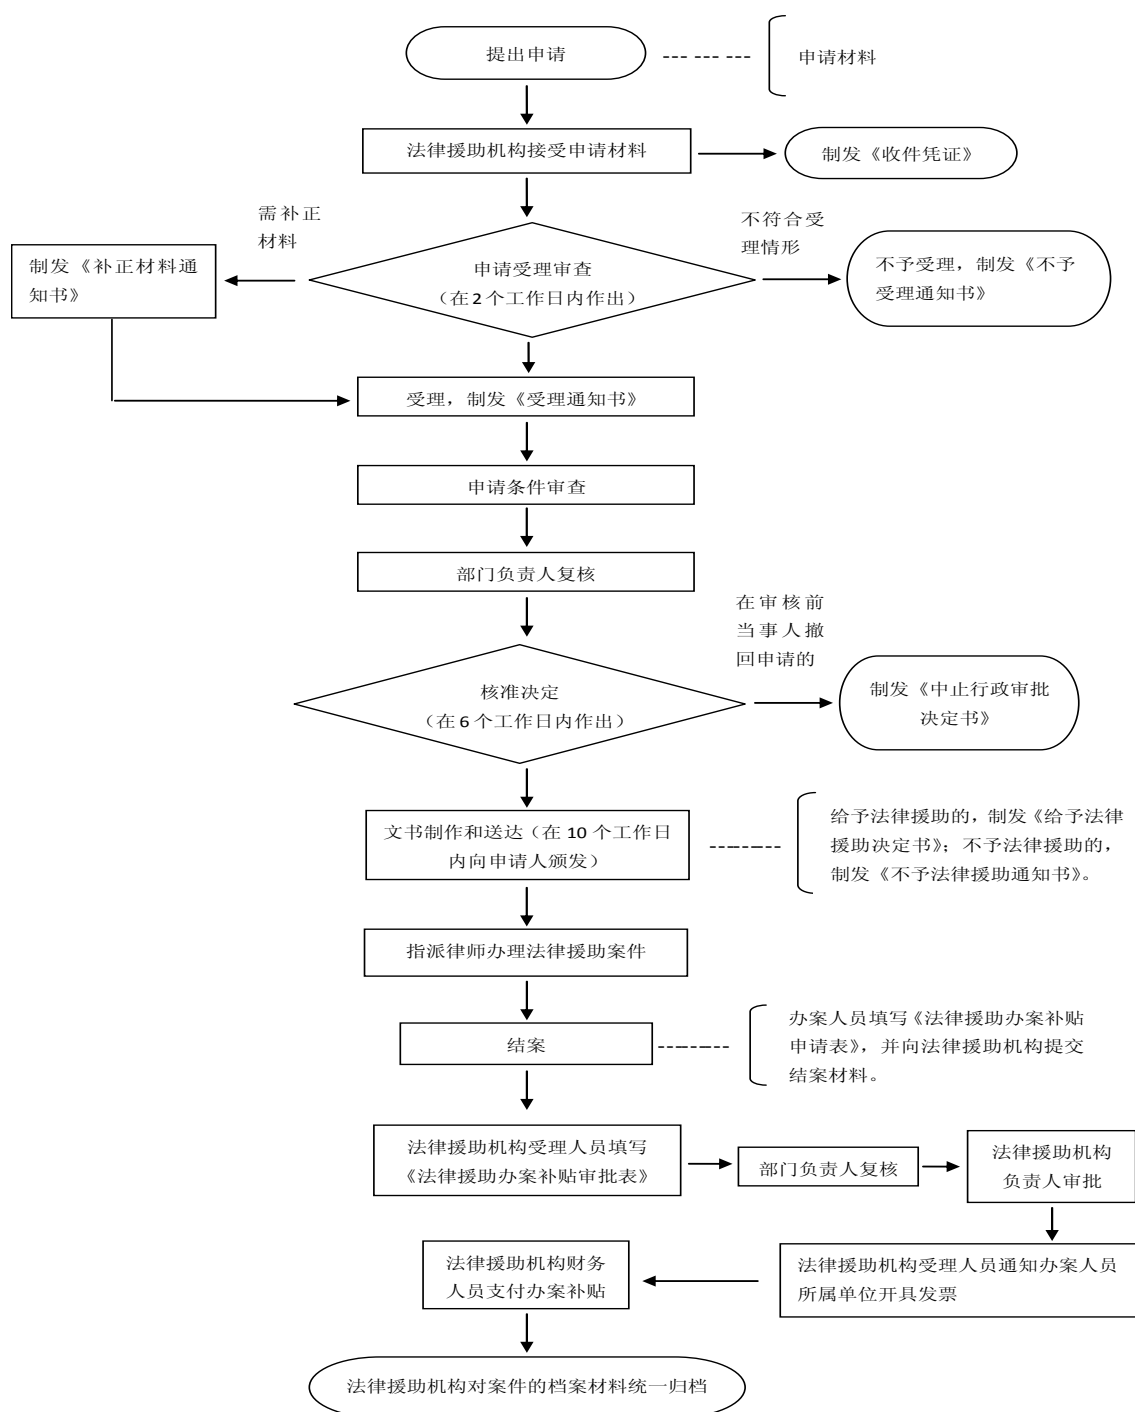 提出申请
申请材料
法律援助机构接受申请材料
制发《收件凭证》
需补正
材料
不符合受
理情形
制发《补正材料通
知书》
申请受理审查
（在2个工作日内作出）
不予受理，制发《不予
受理通知书》
受理，制发《受理通知书》
申请条件审查
部门负责人复核
在审核前
当事人撤
回申请的
核准决定
（在6个工作日内作出）
制发《中止行政审批
决定书》
文书制作和送达（在 10 个工作日
内向申请人颁发）
给予法律援助的，制发《给予法律
援助决定书》；不予法律援助的，
制发《不予法律援助通知书》。
指派律师办理法律援助案件
结案
办案人员填写《法律援助办案补贴
申请表》，并向法律援助机构提交
结案材料。
法律援助机构受理人员填写
《法律援助办案补贴审批表》
部门负责人复核
法律援助机构
负责人审批
法律援助机构财务
人员支付办案补贴
法律援助机构受理人员通知办案人员
所属单位开具发票
法律援助机构对案件的档案材料统一归档